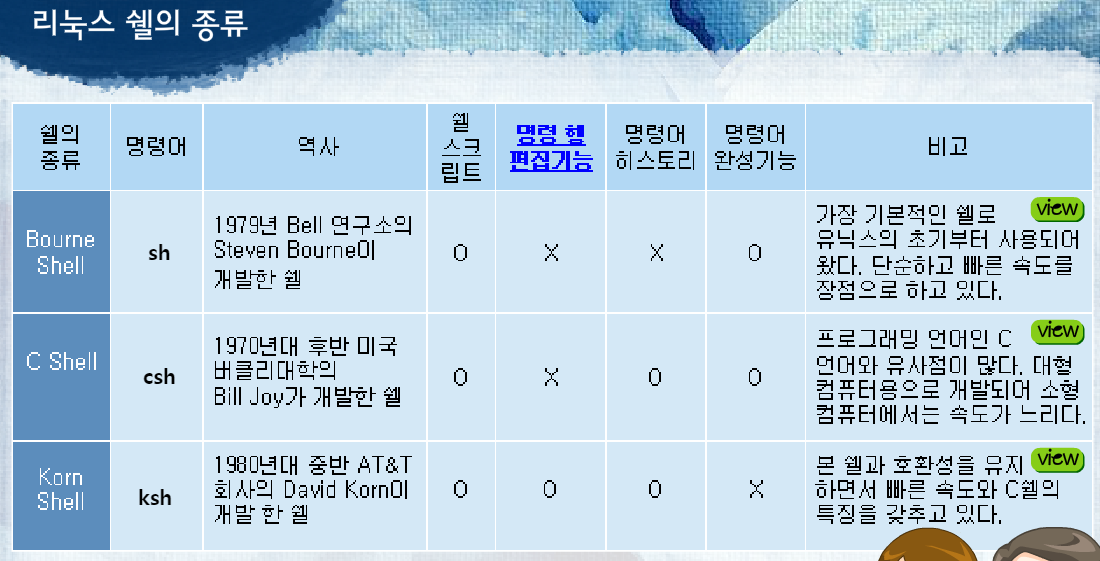 리눅스 쉘의 종류
쉘의
종류
명령어
역사
쉘
스크
립트
명령 행
편집기능
명령어
히스토리
명령어
완성기능
비고
Bourne
Shell
sh
1979년 Bell 연구소의
Steven Bourne이
개발한 쉘
O
X
X
O
가장 기본적인 쉘로
view
유닉스의 초기부터 사용되어
왔다. 단순하고 빠른 속도를
장점으로 하고 있다.
C Shell
csh
1970년대 후반 미국
버클리대학의
Bill Joy가 개발한 쉘
O
X
O
O
프로그래밍 언어인 C
view
언어와 유사점이 많다. 대형
컴퓨터용으로 개발되어 소형
컴퓨터에서는 속도가 느리다.
Korn
Shell
ksh
1980년대 중반 AT&T
회사의 David Korn이
개발 한 쉘
O
O
O
X
본 쉘과 호환성을 유지
view
하면서 빠른 속도와 C쉘의
특징을 갖추고 있다.